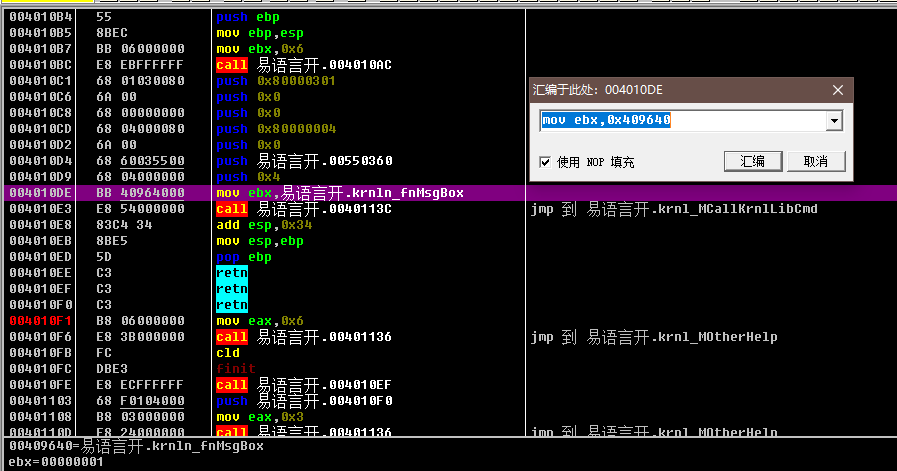 004010B4 55 push ebp
004010B5 8BEC mov ebp,esp
004010B7 BB 06000000 mov ebx,0x6
004010BC E8 EBFFFFFF call 易语言开.004010AC
004010C1 68 01030080 push 0x80000301
004010C6 6A 00 push 0x0
004010C8 68 00000000 push 0x0
004010CD 68 04000080 push 0x80000004
004010D2 6A 00 push 0x0
004010D4 68 60035500 push 易语言开.00550360
004010D9 68 04000000 push 0x4
004010DE BB 40964000 mov ebx,易语言开.krnln_fnMsgBox
004010E3 E8 54000000 call 易语言开.0040113C jmp 到 易语言开.krnl_MCallKrnlLibCmd
004010E8 83C4 34 add esp,0x34
004010EB 8BE5 mov esp,ebp
004010ED 5D pop ebp
004010EE C3 retn
004010EF C3 retn
004010F0 C3 retn
004010F1 B8 06000000 mov eax,0x6
004010F6 E8 3B000000 call 易语言开.00401136 jmp 到 易语言开.krnl_MOtherHelp
004010FB FC cld
004010FC DBE3 finit
004010FE E8 ECFFFFFF call 易语言开.004010EF
00401103 68 F0104000 push 易语言开.004010F0
00401108 B8 03000000 mov eax,0x3
0040110D E8 24000000 call 易语言开.00401136 jmp 到 易语言开.krnl_MOtherHelp
00409640=易语言开.krnln_fnMsgBox
ebx=00000001
汇编于此处: 004010DE
mov ebx,0x409640
使用 NOP 填充
汇编
取消